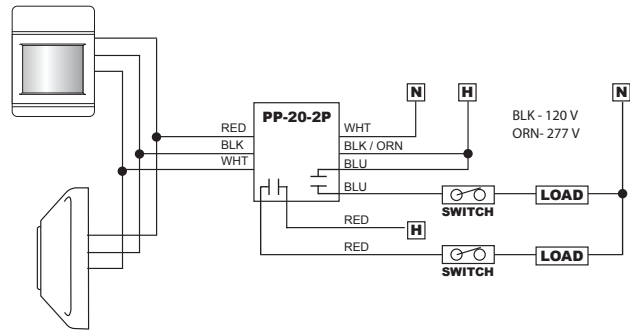 N
H
N
BLK - 120 V
ORN- 277 V
PP-20-2P
RED
WHT
BLK
BLK / ORN
WHT
BLU
BLU
SWITCH
LOAD
RED
H
RED
SWITCH
LOAD